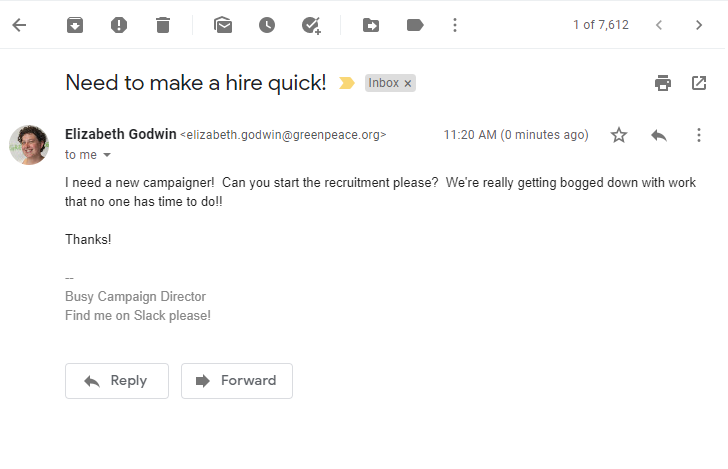 1 of 7,612
Need to make a hire quick! Inbox x
Elizabeth Godwin <elizabeth.godwin@greenpeace.org> 11:20 AM (0 minutes ago)
to me
I need a new campaigner!  Can you start the recruitment please?  We're really getting bogged down with work
that no one has time to do!!
Thanks!
--
Busy Campaign Director
Find me on Slack please!
Reply Forward